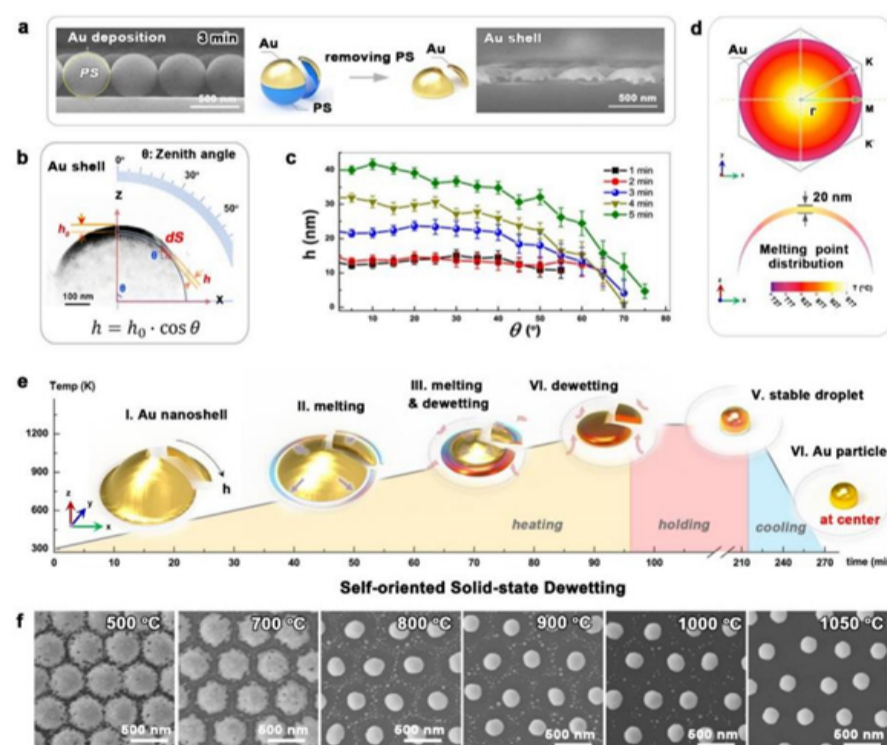 a
Au deposition
3 min
PS
500 nm
Au
removing PS
Au
PS
Au shell
500 nm
b
Au shell
θ: Zenith angle
0°
30°
50°
Z
h₀
dS
θ
h
θ
X
100 nm
h = h₀ · cos θ
c
h (nm)
40
30
20
10
0
10
20
30
40
50
60
70
80
θ (°)
1 min
2 min
3 min
4 min
5 min
d
Au
K
Γ
M
K'
y
x
20 nm
Melting point
distribution
T (°C)
z
x
e
Temp (K)
1200
900
600
300
I. Au nanoshell
h
z
y
x
II. melting
III. melting
& dewetting
VI. dewetting
V. stable droplet
VI. Au particle
at center
heating
holding
cooling
0
10
20
30
40
50
60
70
80
90
100
210
240
270
time (min
Self-oriented Solid-state Dewetting
f
500 °C
700 °C
800 °C
900 °C
1000 °C
1050 °C
500 nm
500 nm
500 nm
500 nm
500 nm
500 nm